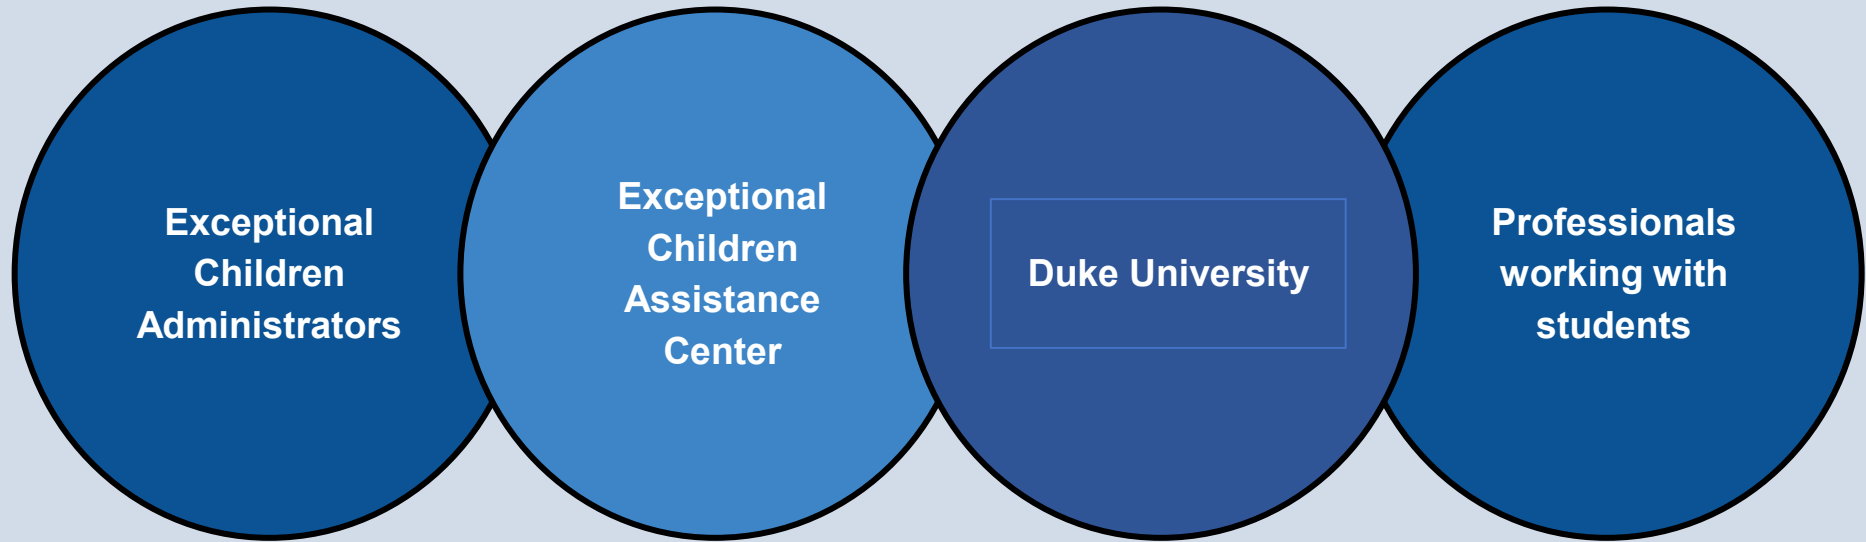 Exceptional
Children
Administrators
Exceptional
Children
Assistance
Center
Duke University
Professionals
working with
students